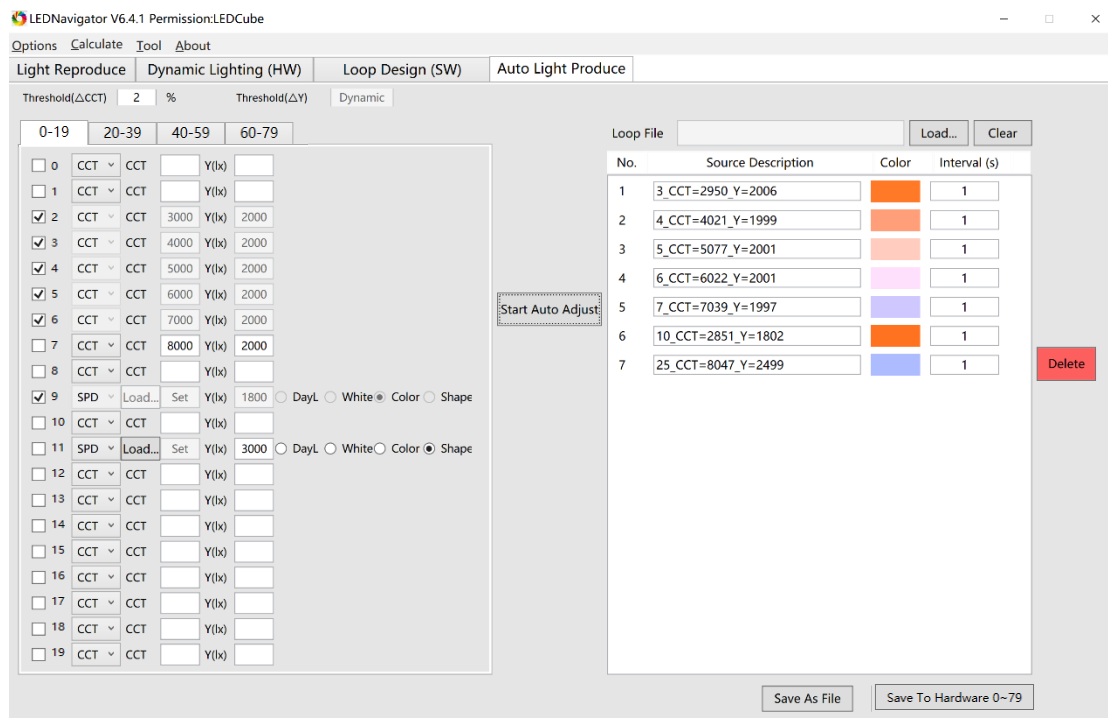 LEDNavigator V6.4.1 Permission:LEDCube
Options Calculate Tool About
Light Reproduce Dynamic Lighting (HW) Loop Design (SW) Auto Light Produce
Threshold(△CCT) 2 % Threshold(△Y) Dynamic
0-19 20-39 40-59 60-79
0 CCT CCT Y(lx)
1 CCT CCT Y(lx)
2 CCT CCT 3000 Y(lx) 2000
3 CCT CCT 4000 Y(lx) 2000
4 CCT CCT 5000 Y(lx) 2000
5 CCT CCT 6000 Y(lx) 2000
6 CCT CCT 7000 Y(lx) 2000
7 CCT CCT 8000 Y(lx) 2000
8 CCT CCT Y(lx)
9 SPD Load... Set Y(lx) 1800 DayL White Color Shape
10 CCT CCT Y(lx)
11 SPD Load... Set Y(lx) 3000 DayL White Color Shape
12 CCT CCT Y(lx)
13 CCT CCT Y(lx)
14 CCT CCT Y(lx)
15 CCT CCT Y(lx)
16 CCT CCT Y(lx)
17 CCT CCT Y(lx)
18 CCT CCT Y(lx)
19 CCT CCT Y(lx)
Start Auto Adjust
Loop File Load... Clear
No. Source Description Color Interval (s)
1 3_CCT=2950_Y=2006 1
2 4_CCT=4021_Y=1999 1
3 5_CCT=5077_Y=2001 1
4 6_CCT=6022_Y=2001 1
5 7_CCT=7039_Y=1997 1
6 10_CCT=2851_Y=1802 1
7 25_CCT=8047_Y=2499 1
Delete
Save As File Save To Hardware 0~79